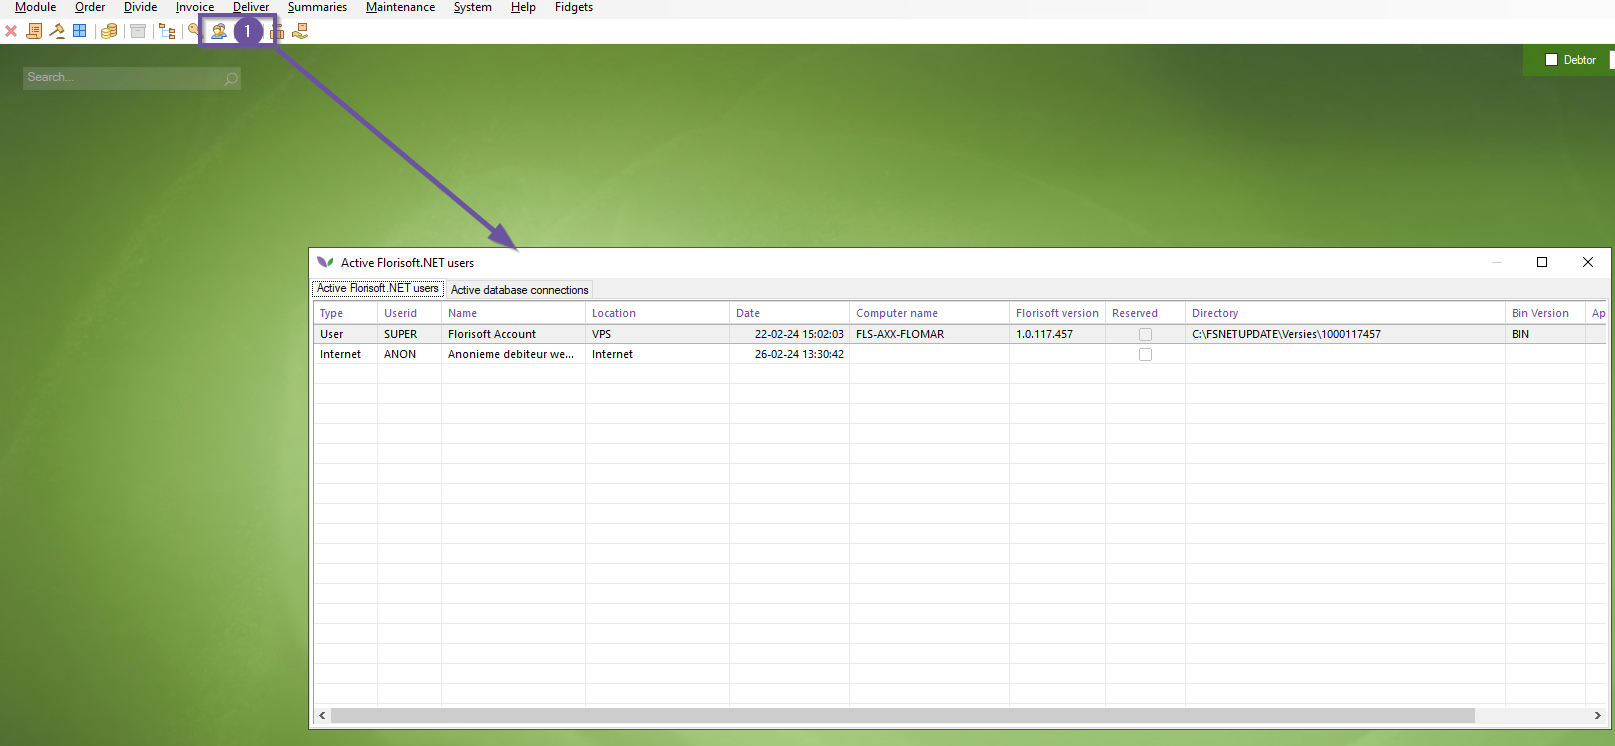 Module Order Divide Invoice Deliver Summaries Maintenance System Help Fidgets
1
Search...
Debtor
Active Florisoft.NET users
Active Florisoft.NET users Active database connections
Type Userid Name Location Date Computer name Florisoft version Reserved Directory Bin Version Ap
User SUPER Florisoft Account VPS 22-02-24 15:02:03 FLS-AXX-FLOMAR 1.0.117.457 C:\FSNETUPDATE\Versies\1000117457 BIN
Internet ANON Anonieme debiteur we... Internet 26-02-24 13:30:42